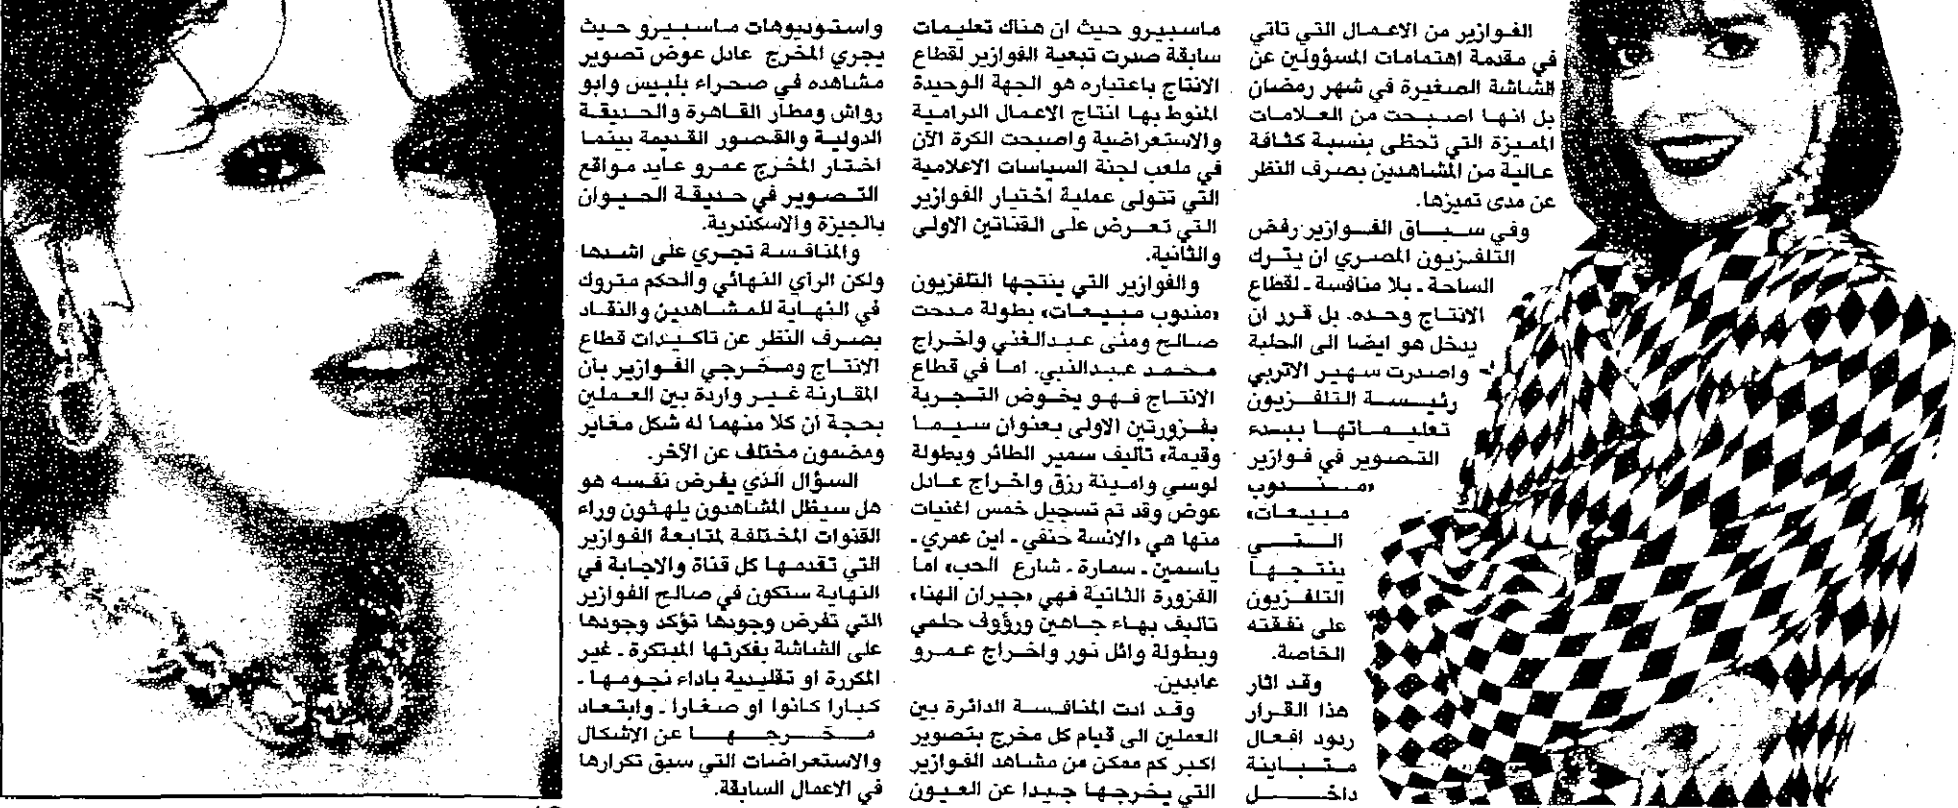 الفوازير من الاعمال التي تاتي
في مقدمة اهتمامات المسؤولين عن
الشاشة الصغيرة في شهر رمضان
بل انها اصبحت من العلامات
المميزة التي تحظى بنسبة كثافة
عالية من المشاهدين بصرف النظر
عن مدى تميزها.
وفي سباق الفوازير رفض
التلفزيون المصري ان يترك
الساحة ـ بلا منافسة ـ لقطاع
الانتاج وحده. بل قرر ان
يدخل هو ايضا الى الحلبة
واصدرت سهير الاتربي
رئيسة التلفزيون
تعليماتها ببدء
التصوير في فوازير
«مندوب
مبيعات»
التي
ينتجها
التلفزيون
على نفقته
الخاصة.
وقد اثار
هذا القرار
ردود افعال
متباينة
داخل
ماسبيرو حيث ان هناك تعليمات
سابقة صدرت تبعية الفوازير لقطاع
الانتاج باعتباره هو الجهة الوحيدة
المنوط بها انتاج الاعمال الدرامية
والاستعراضية واصبحت الكرة الآن
في ملعب لجنة السياسات الاعلامية
التي تتولى عملية اختيار الفوازير
التي تعرض على القناتين الاولى
والثانية.
والفوازير التي ينتجها التلفزيون
«مندوب مبيعات» بطولة مدحت
صالح ومنى عبدالغني واخراج
محمد عبدالنبي. اما في قطاع
الانتاج فهو يخوض التجربة
بفزورتين الاولى بعنوان سيما
وقيمة» تاليف سمير الطائر وبطولة
لوسي وامينة رزق واخراج عادل
عوض وقد تم تسجيل خمس اغنيات
منها هي «الانسة حنفي ـ ابن عمري ـ
ياسمين ـ سمارة ـ شارع الحب» اما
الفزورة الثانية فهي «جيران الهنا»
تاليف بهاء جاهين ورؤوف حلمي
وبطولة وائل نور واخراج عمرو
عابدين.
وقد ادت المنافسة الدائرة بين
العملين الى قيام كل مخرج بتصوير
اكبر كم ممكن من مشاهد الفوازير
التي يخرجها جيدا عن العيون
واستوديوهات ماسبيرو حيث
يجري المخرج عادل عوض تصوير
مشاهده في صحراء بلبيس وابو
رواش ومطار القاهرة والحديقة
الدولية والقصور القديمة بينما
اختار المخرج عمرو عابد مواقع
التصوير في حديقة الحيوان
بالجيزة والاسكندرية.
والمنافسة تجري على اشدها
ولكن الراي النهائي والحكم متروك
في النهاية للمشاهدين والنقاد
بصرف النظر عن تاكيدات قطاع
الانتاج ومخرجي الفوازير بأن
المقارنة غير واردة بين العملين
بحجة أن كلا منهما له شكل مغاير
ومضمون مختلف عن الآخر.
السؤال الذي يفرض نفسه هو
هل سيظل المشاهدون يلهثون وراء
القنوات المختلفة لمتابعة الفوازير
التي تقدمها كل قناة والاجابة في
النهاية ستكون في صالح الفوازير
التي تفرض وجودها تؤكد وجودها
على الشاشة بفكرتها المبتكرة ـ غير
المكررة او تقليدية باداء نجومها ـ
كبارا كانوا او صغارا ـ وابتعاد
مخرجها عن الاشكال
والاستعراضات التي سبق تكرارها
في الاعمال السابقة.